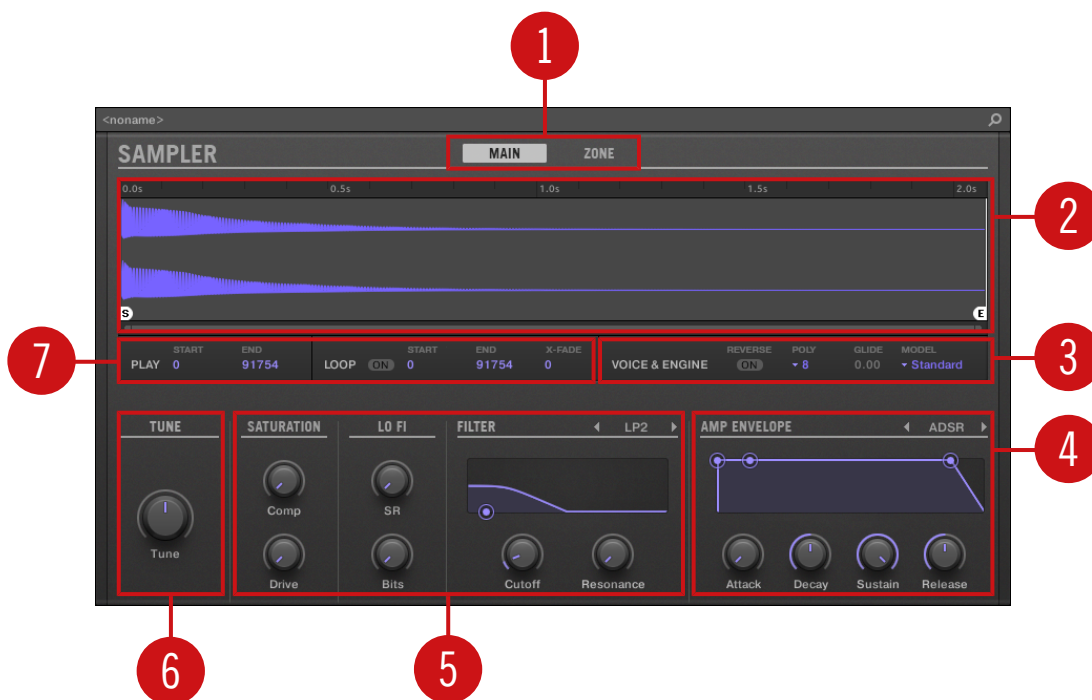 1
<noname>
SAMPLER
MAIN ZONE
0.0s 0.5s 1.0s 1.5s 2.0s
2
S E
7
START END START END X-FADE REVERSE POLY GLIDE MODEL
PLAY 0 91754 LOOP ON 0 91754 0 VOICE & ENGINE ON 8 0.00 Standard
3
TUNE SATURATION LO FI FILTER LP2 AMP ENVELOPE ADSR
4
Comp SR
Tune
Drive Bits Cutoff Resonance Attack Decay Sustain Release
6
5